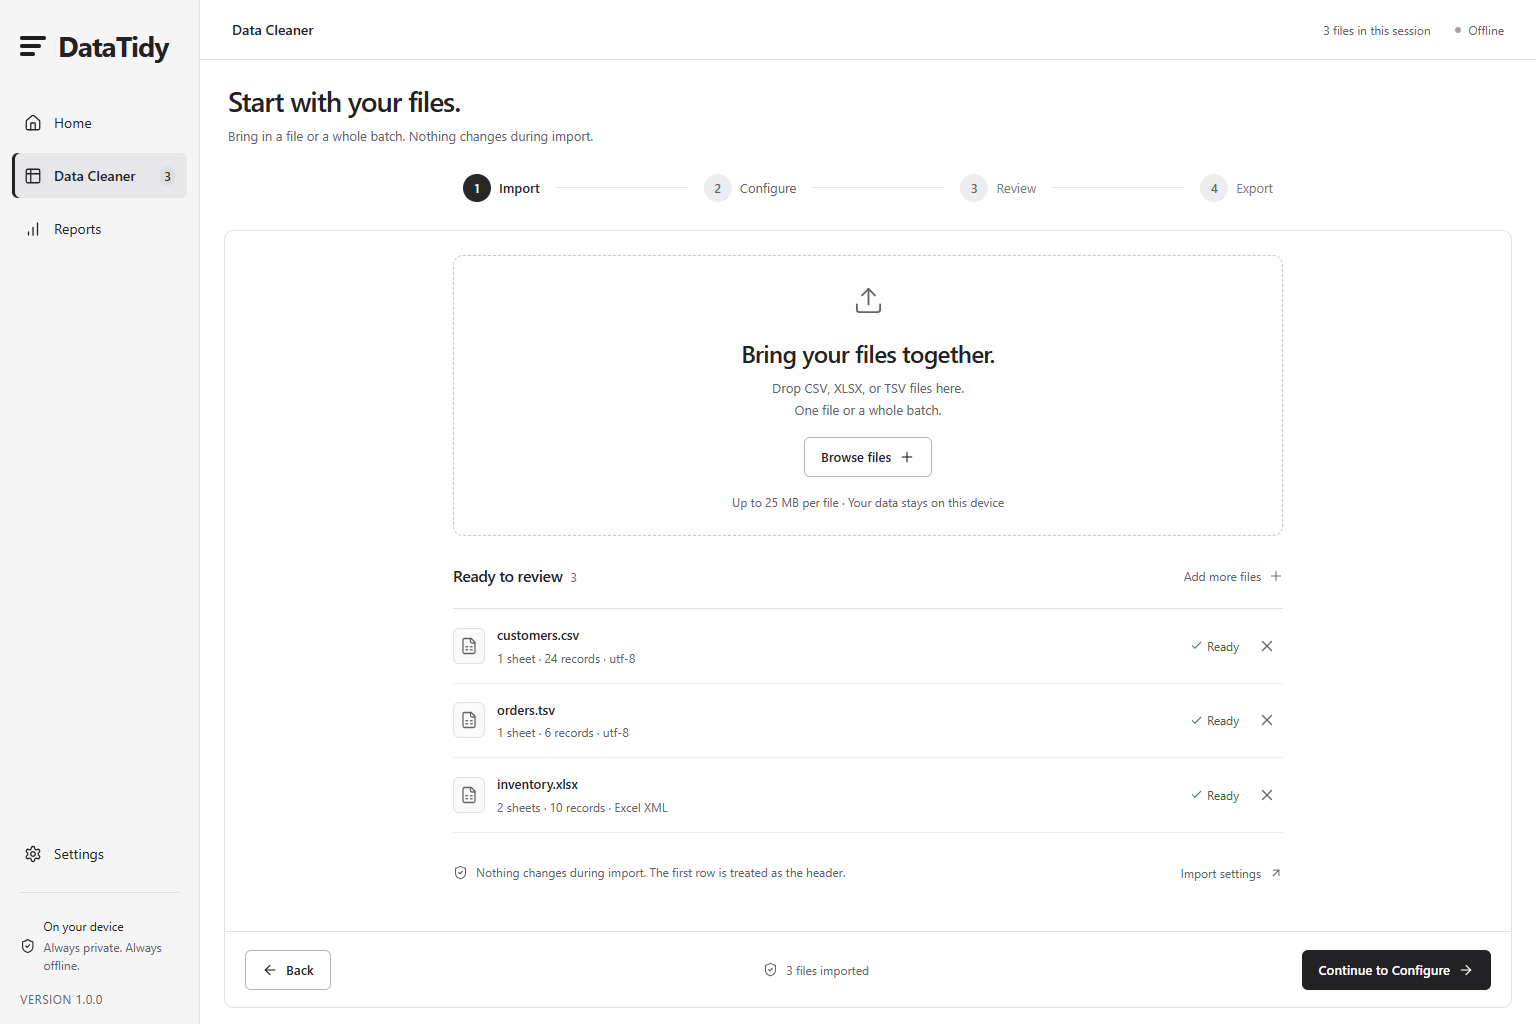 DataTidy
Home
Data Cleaner 3
Reports
Settings
On your device
Always private. Always
offline.
VERSION 1.0.0
Data Cleaner
3 files in this session
Offline
Start with your files.
Bring in a file or a whole batch. Nothing changes during import.
1 Import
2 Configure
3 Review
4 Export
Bring your files together.
Drop CSV, XLSX, or TSV files here.
One file or a whole batch.
Browse files
Up to 25 MB per file · Your data stays on this device
Ready to review 3
Add more files
customers.csv
1 sheet · 24 records · utf-8
Ready
orders.tsv
1 sheet · 6 records · utf-8
Ready
inventory.xlsx
2 sheets · 10 records · Excel XML
Ready
Nothing changes during import. The first row is treated as the header.
Import settings
Back
3 files imported
Continue to Configure